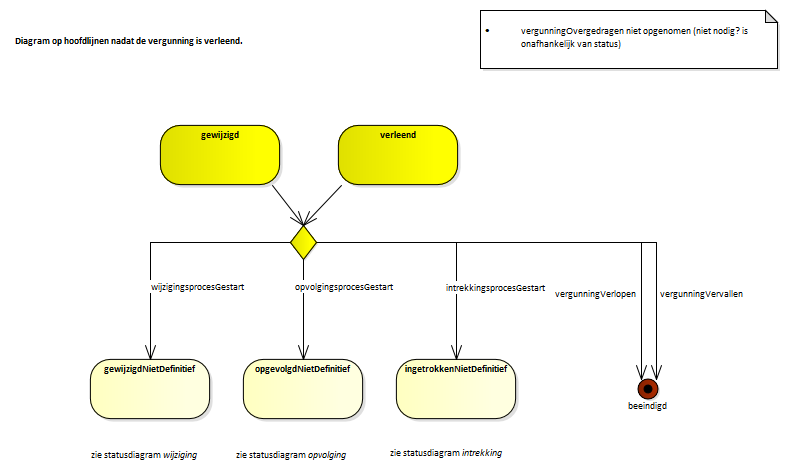 Diagram op hoofdlijnen nadat de vergunning is verleend.
• vergunningOvergedragen niet opgenomen (niet nodig? is
onafhankelijk van status)
gewijzigd
verleend
wijzigingsprocesGestart
opvolgingsprocesGestart
intrekkingsprocesGestart
vergunningVerlopen
vergunningVervallen
gewijzigdNietDefinitief
opgevolgdNietDefinitief
ingetrokkenNietDefinitief
beeindigd
zie statusdiagram wijziging
zie statusdiagram opvolging
zie statusdiagram intrekking